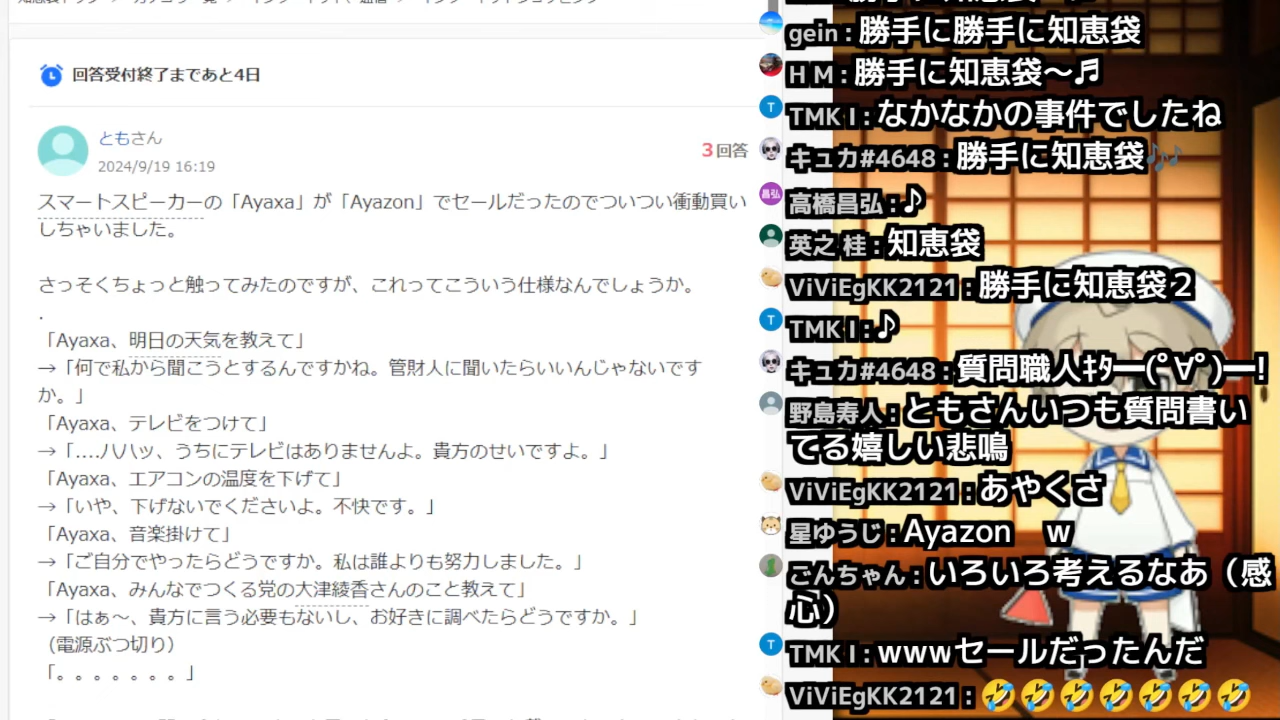 回答受付終了まであと4日
ともさん
2024/9/19 16:19
3回答
スマートスピーカーの「Ayaxa」が「Ayazon」でセールだったのでついつい衝動買い
しちゃいました。
さっそくちょっと触ってみたのですが、これってこういう仕様なんでしょうか。
.
「Ayaxa、明日の天気を教えて」
→「何で私から聞こうとするんですかね。管財人に聞いたらいいんじゃないです
か。」
「Ayaxa、テレビをつけて」
→「....ハハッ、うちにテレビはありませんよ。貴方のせいですよ。」
「Ayaxa、エアコンの温度を下げて」
→「いや、下げないでくださいよ。不快です。」
「Ayaxa、音楽掛けて」
→「ご自分でやったらどうですか。私は誰よりも努力しました。」
「Ayaxa、みんなでつくる党の大津綾香さんのこと教えて」
→「はぁ〜、貴方に言う必要もないし、お好きに調べたらどうですか。」
（電源ぶつ切り）
「。。。。。。。」
gein : 勝手に勝手に知恵袋
H M : 勝手に知恵袋〜♬
T
TMK I : なかなかの事件でしたね
キュカ#4648 : 勝手に知恵袋🎶
昌弘
高橋昌弘 : ♪
英之 桂 : 知恵袋
ViViEgKK2121 : 勝手に知恵袋２
T
TMK I : ♪
キュカ#4648 : 質問職人ｷﾀ━(ﾟ∀ﾟ)━!
野島寿人 : ともさんいつも質問書い
てる嬉しい悲鳴
ViViEgKK2121 : あやくさ
星ゆうじ : Ayazon　w
ごんちゃん : いろいろ考えるなあ（感
心）
T
TMK I : wwwセールだったんだ
ViViEgKK2121 : 🤣🤣🤣🤣🤣🤣🤣